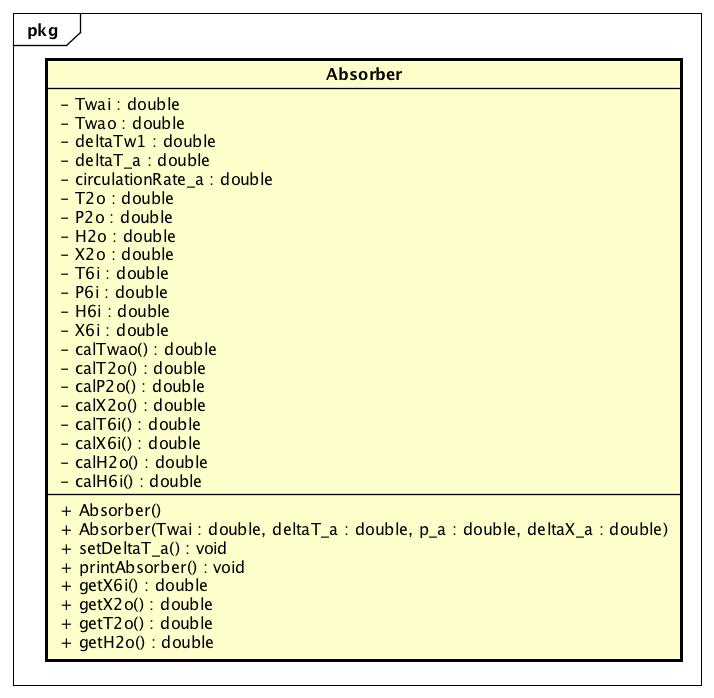 pkg
Absorber
- Twai : double
- Twao : double
- deltaTw1 : double
- deltaT_a : double
- circulationRate_a : double
- T2o : double
- P2o : double
- H2o : double
- X2o : double
- T6i : double
- P6i : double
- H6i : double
- X6i : double
- calTwao() : double
- calT2o() : double
- calP2o() : double
- calX2o() : double
- calT6i() : double
- calX6i() : double
- calH2o() : double
- calH6i() : double
+ Absorber()
+ Absorber(Twai : double, deltaT_a : double, p_a : double, deltaX_a : double)
+ setDeltaT_a() : void
+ printAbsorber() : void
+ getX6i() : double
+ getX2o() : double
+ getT2o() : double
+ getH2o() : double